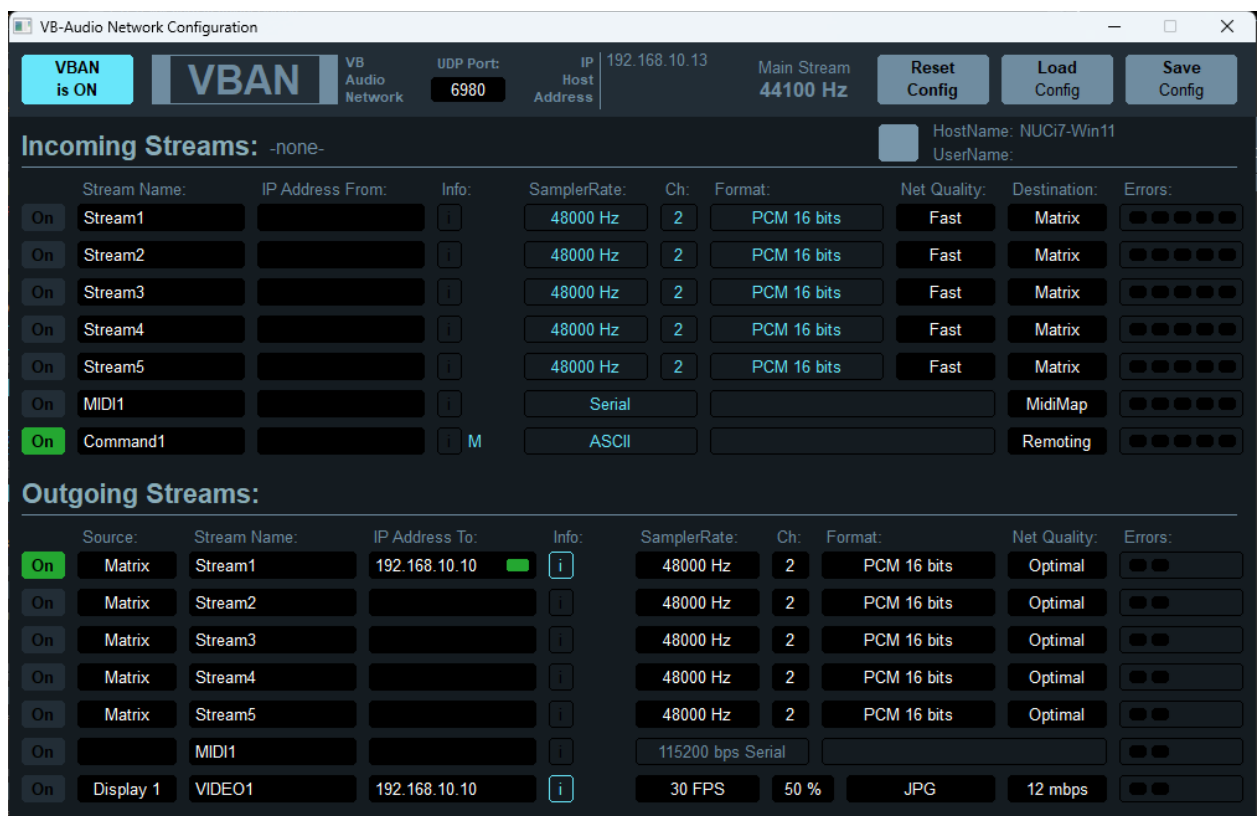 VB-Audio Network Configuration
VBAN is ON
VBAN
VB Audio Network
UDP Port:
6980
IP Host Address
192.168.10.13
Main Stream
44100 Hz
Reset Config
Load Config
Save Config
Incoming Streams: -none-
HostName: NUCi7-Win11
UserName:
Stream Name: IP Address From: Info: SamplerRate: Ch: Format: Net Quality: Destination: Errors:
On Stream1 i 48000 Hz 2 PCM 16 bits Fast Matrix
On Stream2 i 48000 Hz 2 PCM 16 bits Fast Matrix
On Stream3 i 48000 Hz 2 PCM 16 bits Fast Matrix
On Stream4 i 48000 Hz 2 PCM 16 bits Fast Matrix
On Stream5 i 48000 Hz 2 PCM 16 bits Fast Matrix
On MIDI1 i Serial MidiMap
On Command1 i M ASCII Remoting
Outgoing Streams:
Source: Stream Name: IP Address To: Info: SamplerRate: Ch: Format: Net Quality: Errors:
On Matrix Stream1 192.168.10.10 i 48000 Hz 2 PCM 16 bits Optimal
On Matrix Stream2 i 48000 Hz 2 PCM 16 bits Optimal
On Matrix Stream3 i 48000 Hz 2 PCM 16 bits Optimal
On Matrix Stream4 i 48000 Hz 2 PCM 16 bits Optimal
On Matrix Stream5 i 48000 Hz 2 PCM 16 bits Optimal
On MIDI1 i 115200 bps Serial
On Display 1 VIDEO1 192.168.10.10 i 30 FPS 50 % JPG 12 mbps